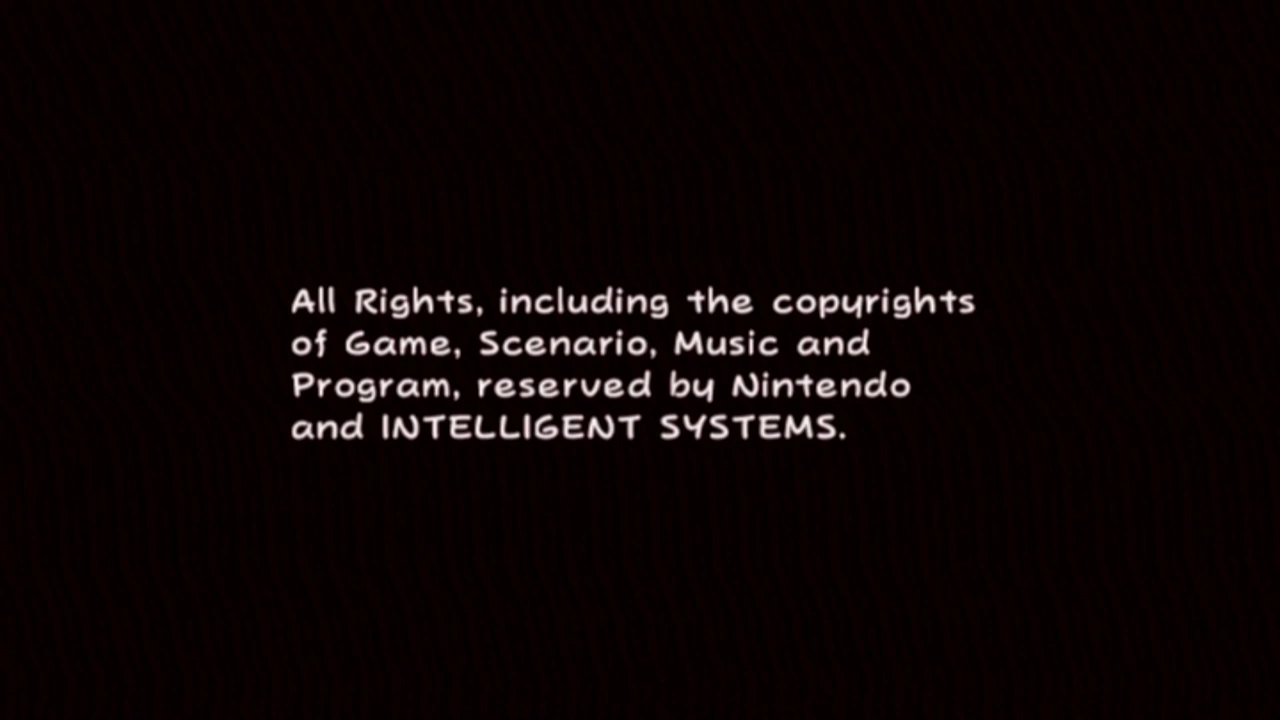 All Rights, including the copyrights
of Game, Scenario, Music and
Program, reserved by Nintendo
and INTELLIGENT SYSTEMS.